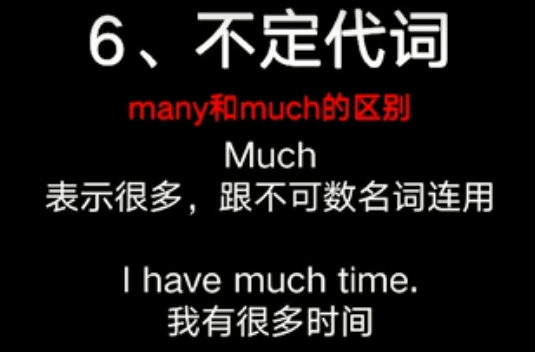 6、不定代词
many和much的区别
Much
表示很多，跟不可数名词连用
I have much time.
我有很多时间